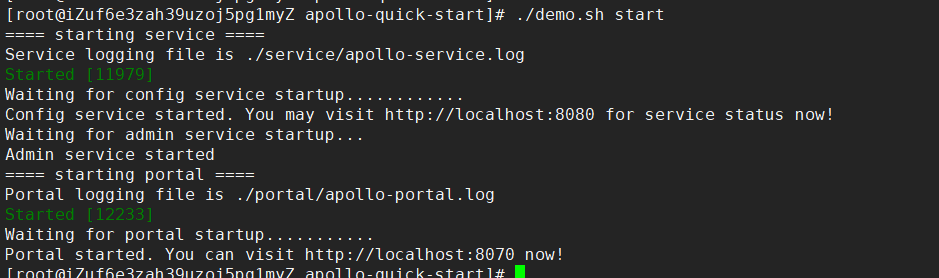 [root@iZuf6e3zah39uzoj5pg1myZ apollo-quick-start]# ./demo.sh start
==== starting service ====
Service logging file is ./service/apollo-service.log
Started [11979]
Waiting for config service startup............
Config service started. You may visit http://localhost:8080 for service status now!
Waiting for admin service startup...
Admin service started
==== starting portal ====
Portal logging file is ./portal/apollo-portal.log
Started [12233]
Waiting for portal startup...........
Portal started. You can visit http://localhost:8070 now!
[root@iZuf6e3zah39uzoj5pg1myZ apollo-quick-start]#